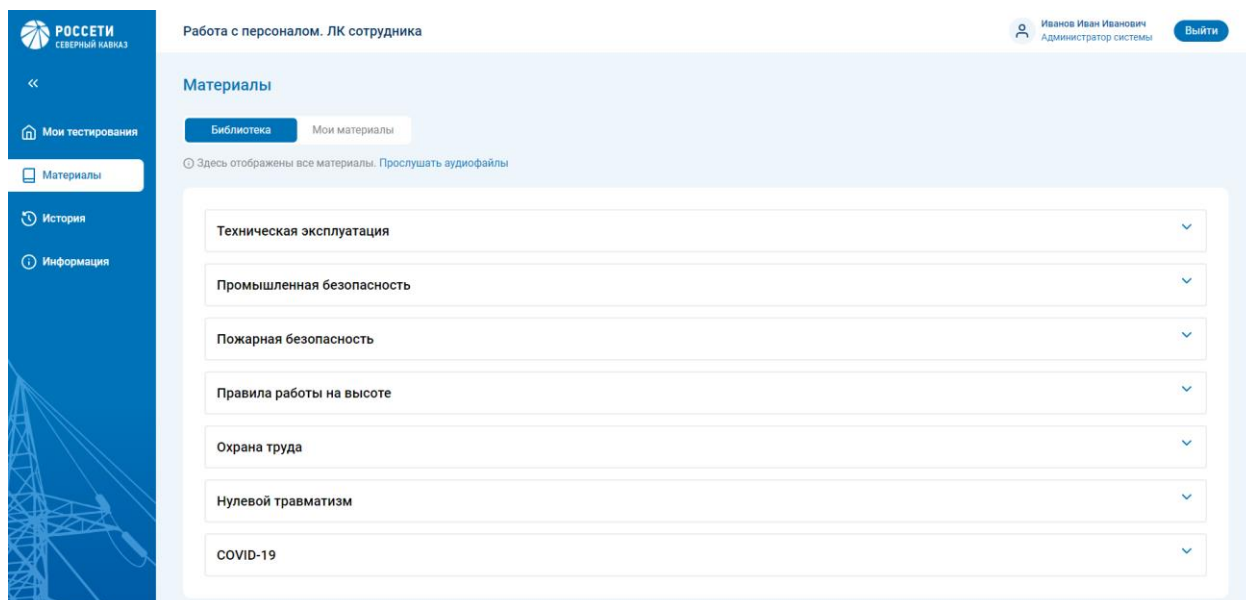 РОССЕТИ
СЕВЕРНЫЙ КАВКАЗ
Работа с персоналом. ЛК сотрудника
Иванов Иван Иванович
Администратор системы
Выйти
Мои тестирования
Материалы
История
Информация
Материалы
Библиотека
Мои материалы
Здесь отображены все материалы. Прослушать аудиофайлы
Техническая эксплуатация
Промышленная безопасность
Пожарная безопасность
Правила работы на высоте
Охрана труда
Нулевой травматизм
COVID-19